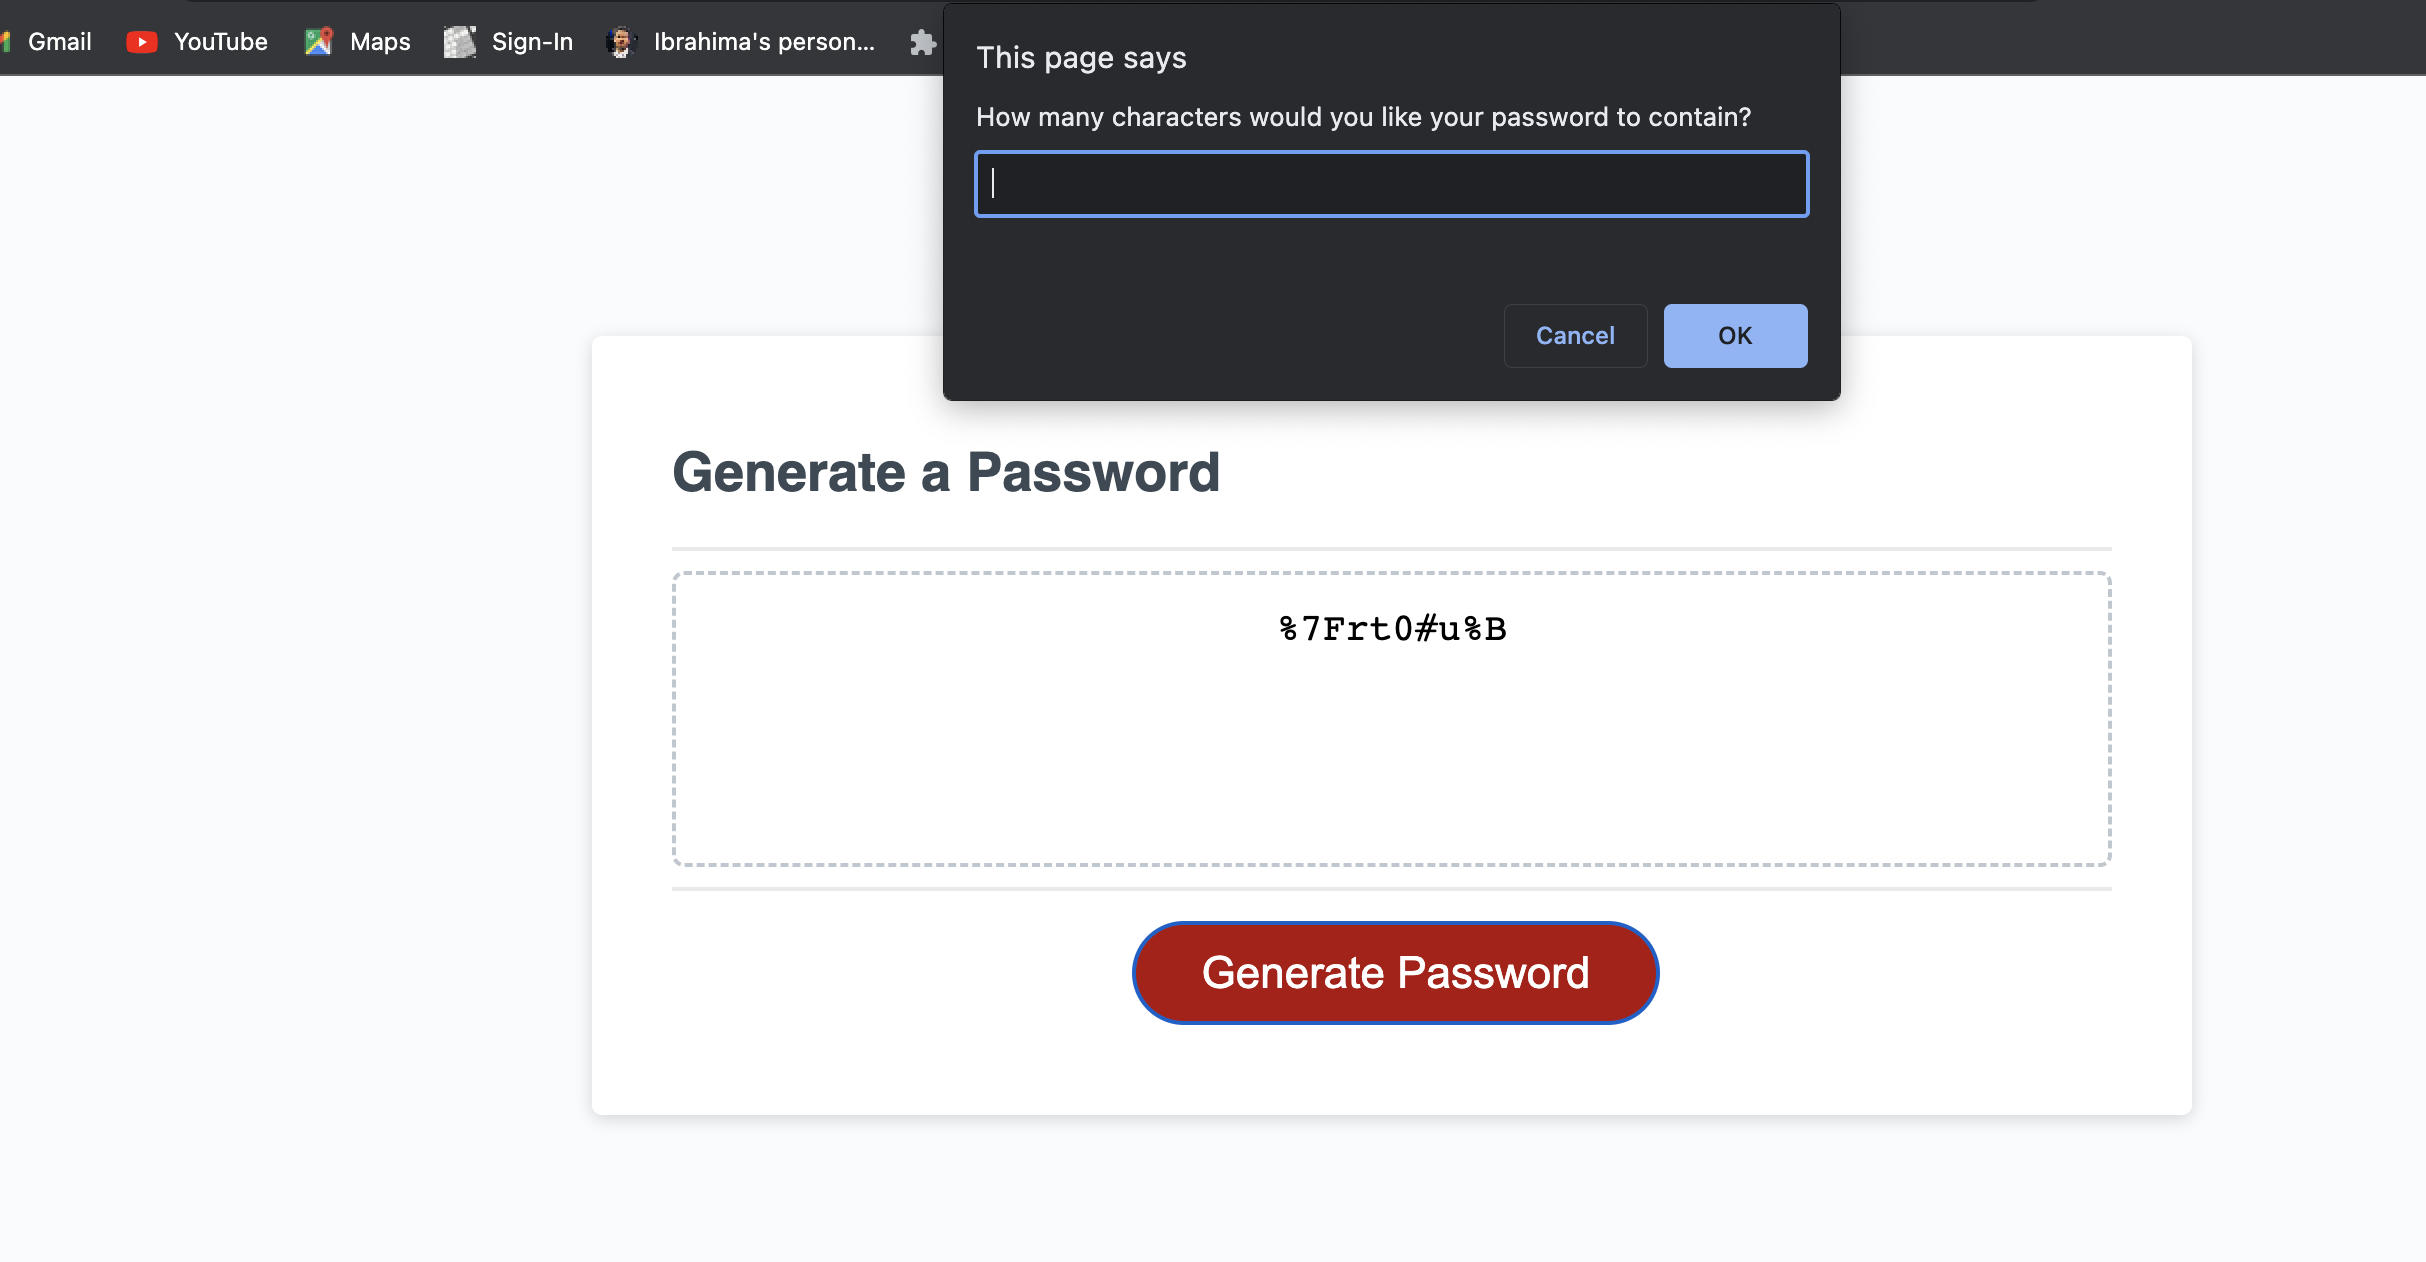 Gmail YouTube Maps Sign-In Ibrahima's person...
This page says
How many characters would you like your password to contain?
Cancel OK
Generate a Password
%7Frt0#u%B
Generate Password